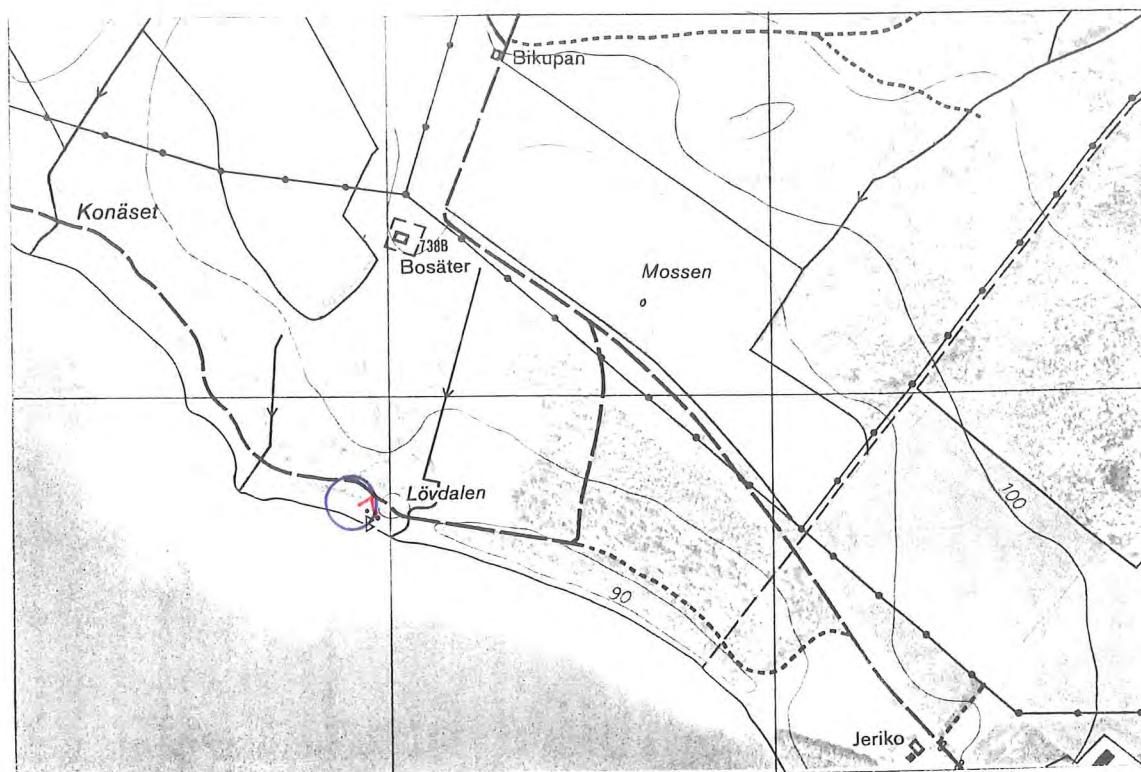 Bikupan
Konäset
738B
Bosäter
Mossen
Lövdalen
100
90
Jeriko